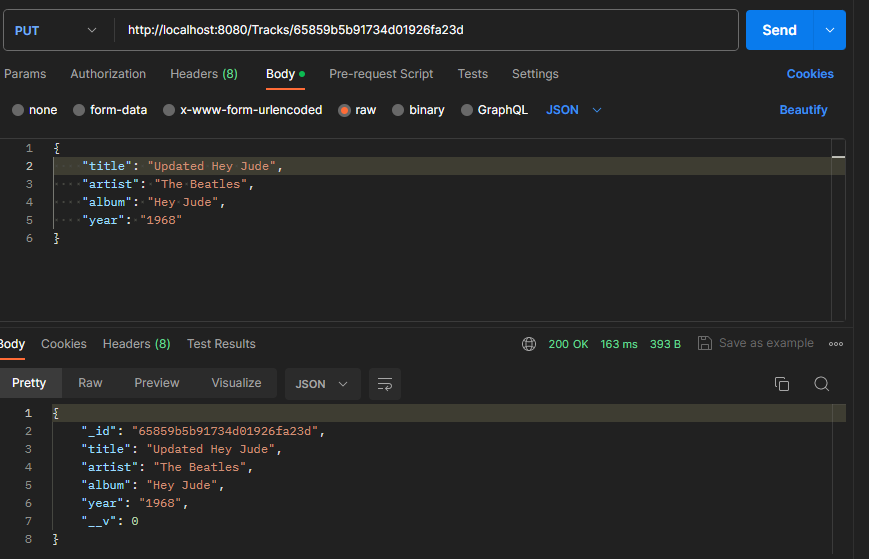 PUT http://localhost:8080/Tracks/65859b5b91734d01926fa23d Send
Params Authorization Headers (8) Body Pre-request Script Tests Settings Cookies
none form-data x-www-form-urlencoded raw binary GraphQL JSON Beautify
1 {
2 "title": "Updated Hey Jude",
3 "artist": "The Beatles",
4 "album": "Hey Jude",
5 "year": "1968"
6 }
Body Cookies Headers (8) Test Results 200 OK 163 ms 393 B Save as example
Pretty Raw Preview Visualize JSON
1 {
2 "_id": "65859b5b91734d01926fa23d",
3 "title": "Updated Hey Jude",
4 "artist": "The Beatles",
5 "album": "Hey Jude",
6 "year": "1968",
7 "__v": 0
8 }